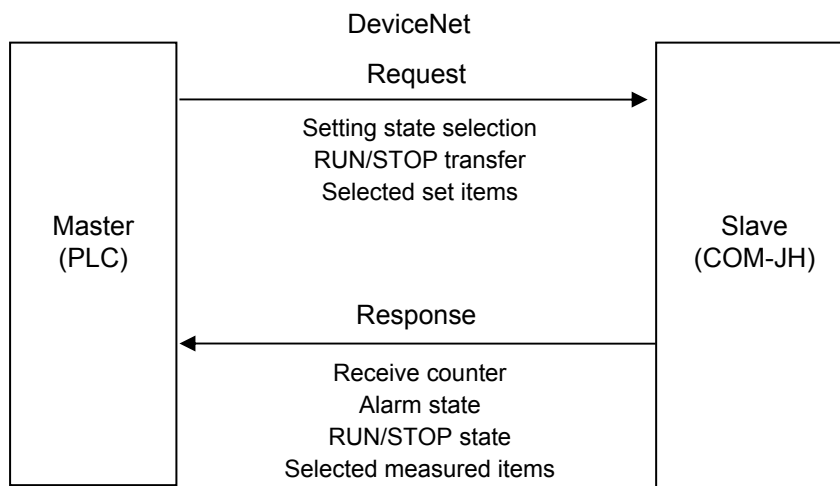 DeviceNet
Request
Setting state selection
RUN/STOP transfer
Selected set items
Master
(PLC)
Slave
(COM-JH)
Response
Receive counter
Alarm state
RUN/STOP state
Selected measured items